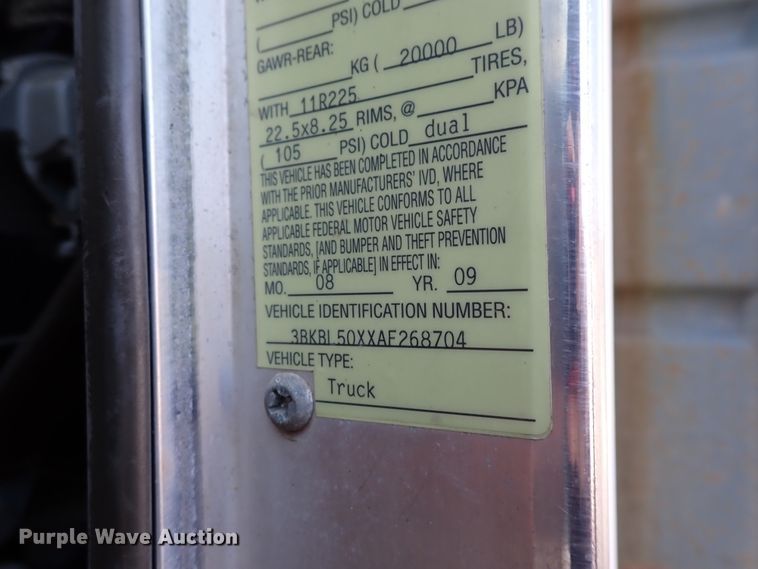 PSI) COLD
GAWR-REAR:
KG ( 20000 LB)
WITH 11R225 TIRES,
22.5x8.25 RIMS, @ KPA
( 105 PSI) COLD dual
THIS VEHICLE HAS BEEN COMPLETED IN ACCORDANCE
WITH THE PRIOR MANUFACTURERS' IVD, WHERE
APPLICABLE. THIS VEHICLE CONFORMS TO ALL
APPLICABLE FEDERAL MOTOR VEHICLE SAFETY
STANDARDS, [AND BUMPER AND THEFT PREVENTION
STANDARDS, IF APPLICABLE] IN EFFECT IN:
MO. 08 YR. 09
VEHICLE IDENTIFICATION NUMBER:
3BKBL50XXAF268704
VEHICLE TYPE:
Truck
Purple Wave Auction®